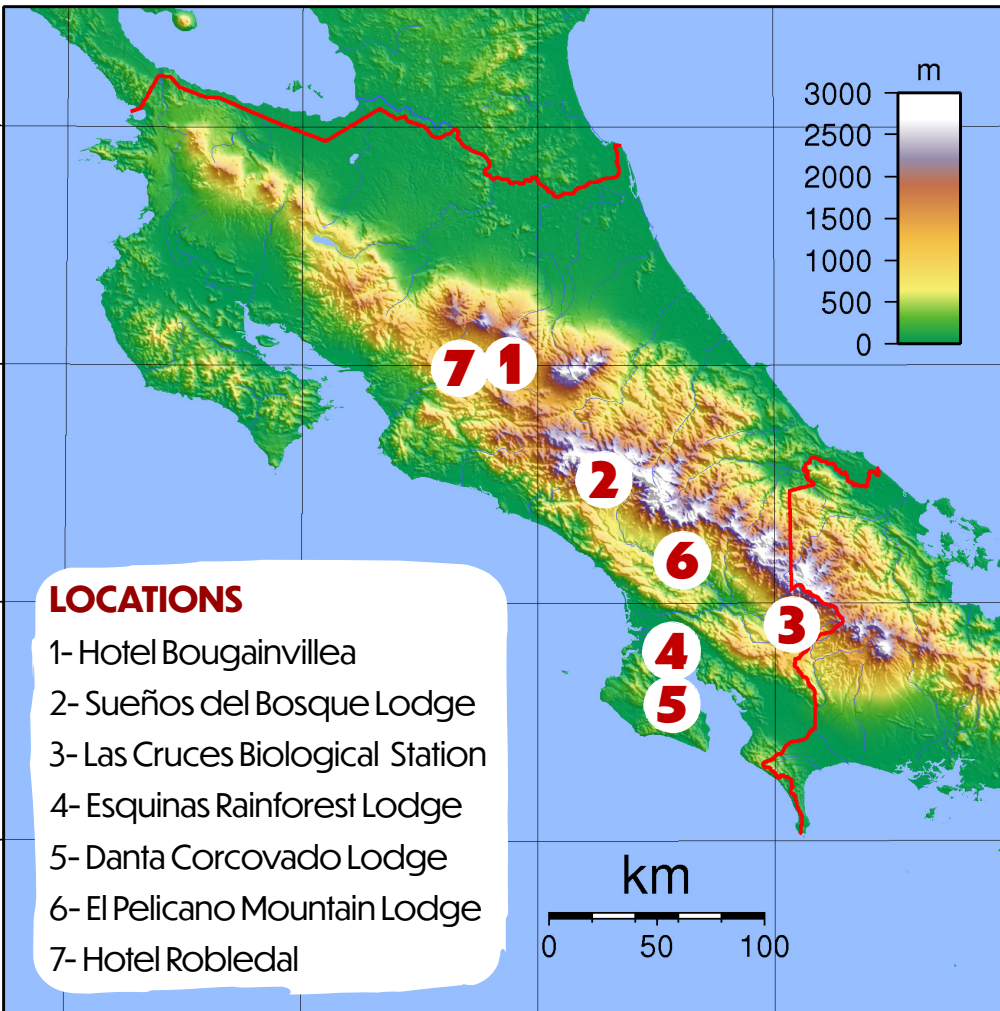 m
3000
2500
2000
1500
1000
500
0
7
1
2
6
3
4
5
LOCATIONS
1- Hotel Bougainvillea
2- Sueños del Bosque Lodge
3- Las Cruces Biological Station
4- Esquinas Rainforest Lodge
5- Danta Corcovado Lodge
6- El Pelicano Mountain Lodge
7- Hotel Robledal
km
0 50 100